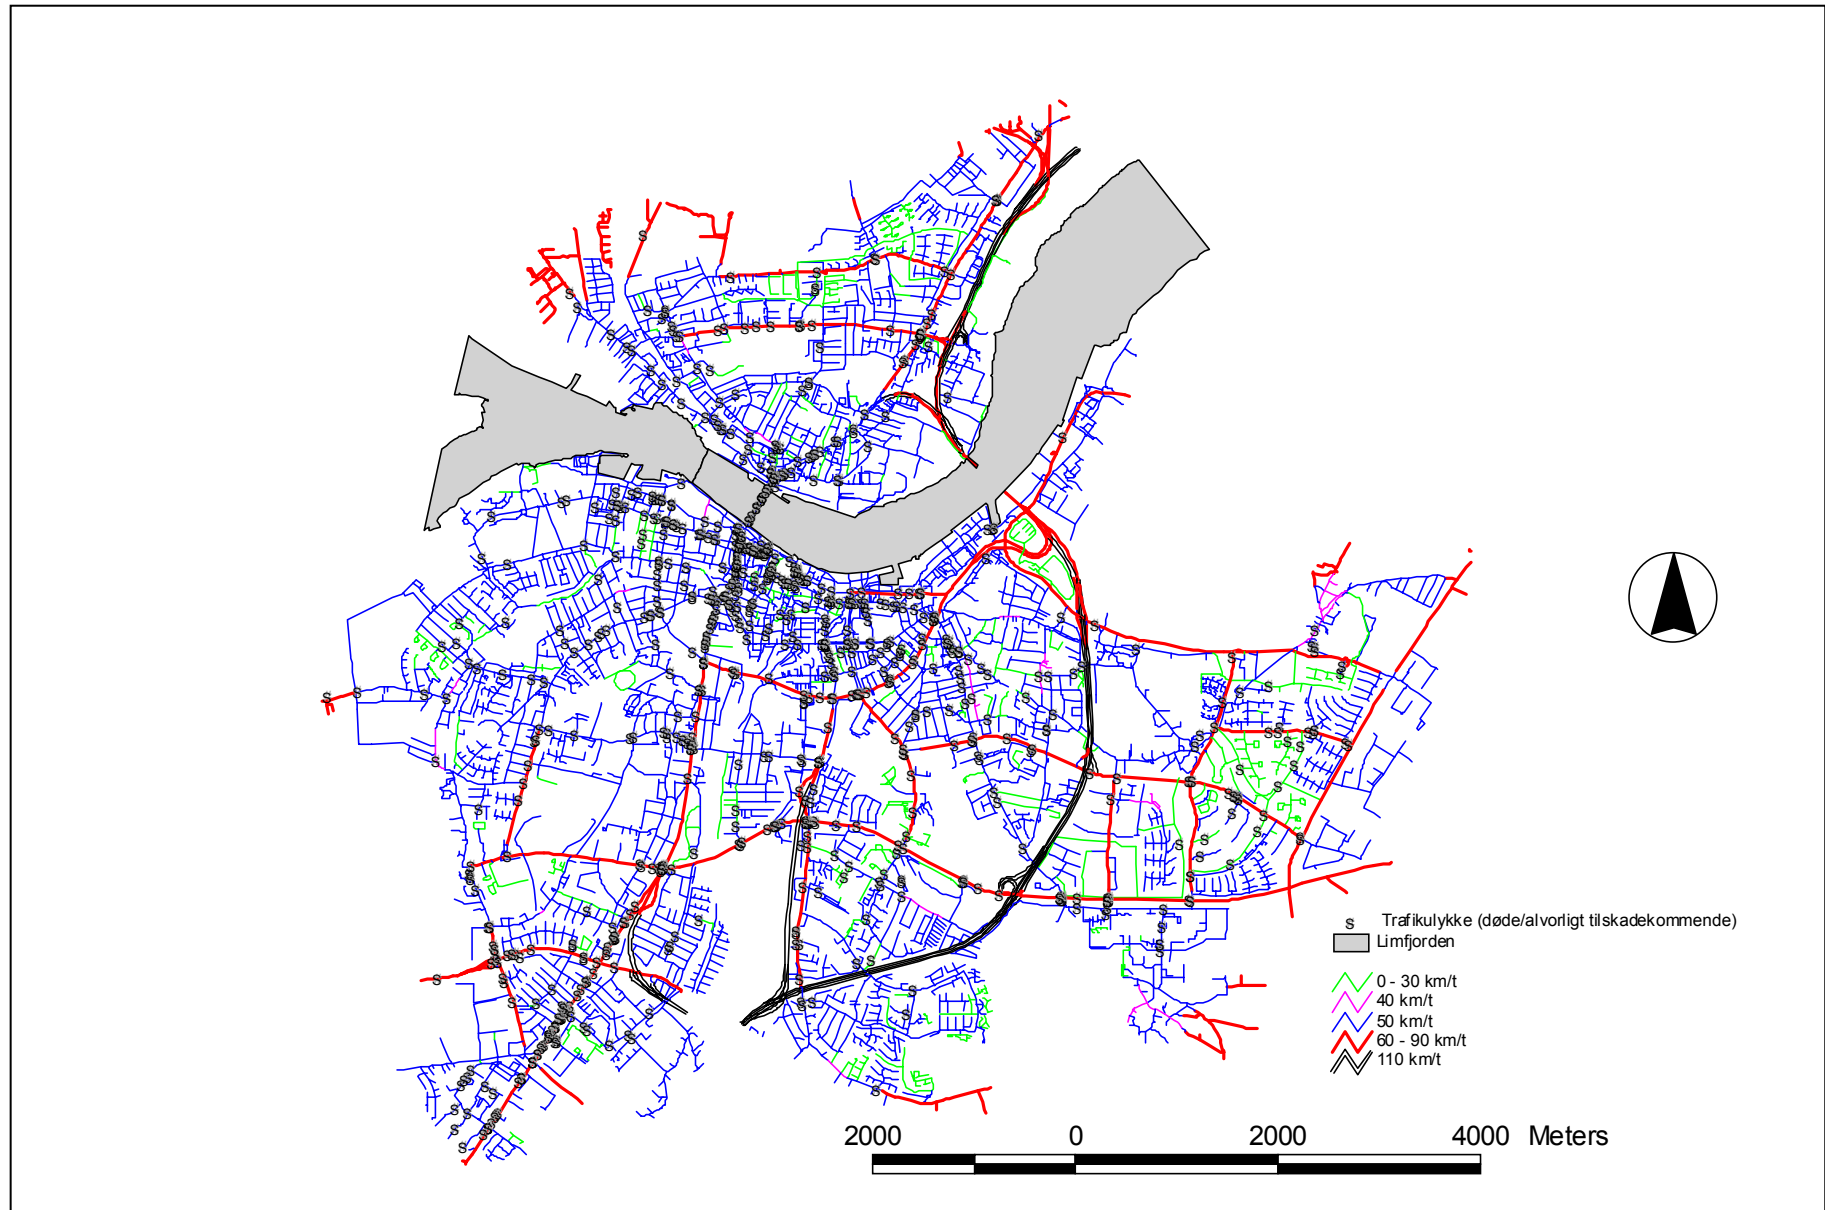 S Trafikulykke (døde/alvorligt tilskadekommende)
Limfjorden
0 - 30 km/t
40 km/t
50 km/t
60 - 90 km/t
110 km/t
2000 0 2000 4000 Meters